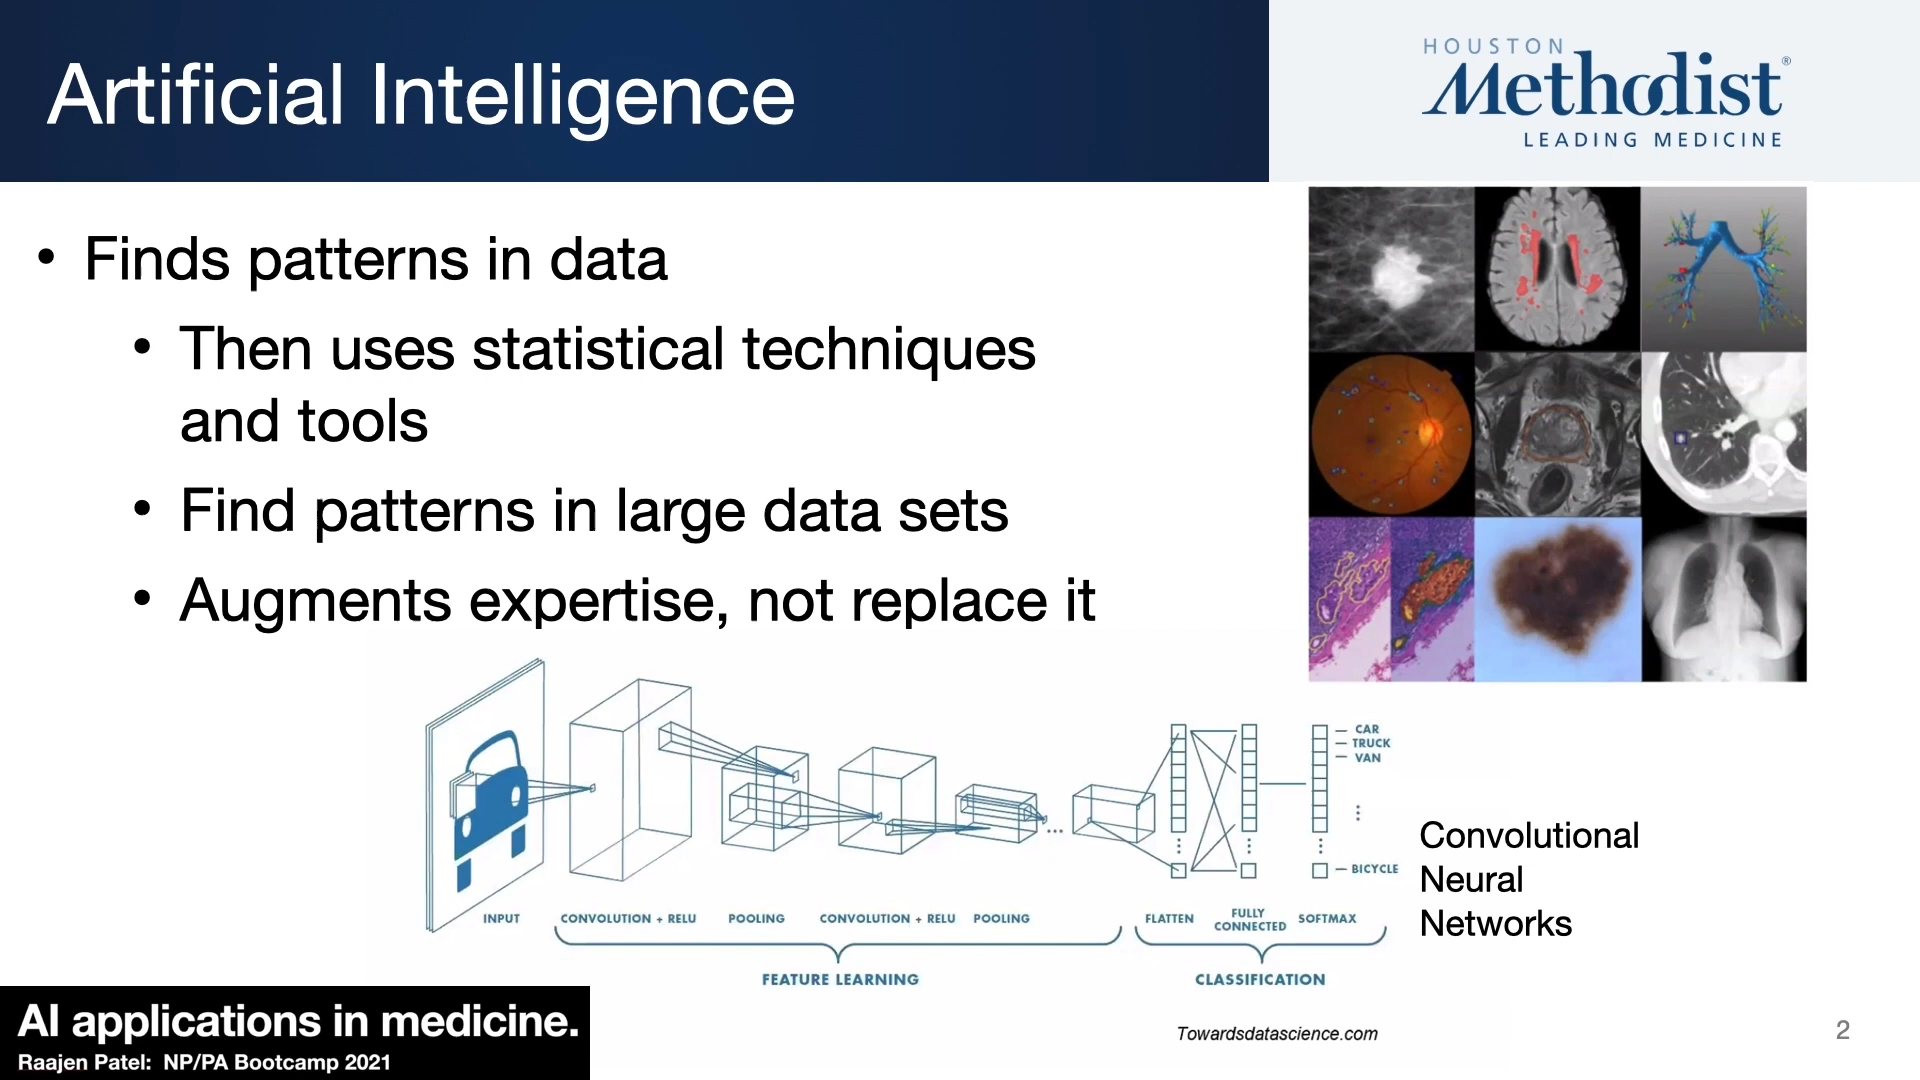 Artificial Intelligence
HOUSTON
Methodist®
LEADING MEDICINE
• Finds patterns in data
• Then uses statistical techniques
and tools
• Find patterns in large data sets
• Augments expertise, not replace it
CAR
TRUCK
VAN
BICYCLE
INPUT
CONVOLUTION + RELU
POOLING
CONVOLUTION + RELU
POOLING
FLATTEN
FULLY
CONNECTED
SOFTMAX
FEATURE LEARNING
CLASSIFICATION
Convolutional
Neural
Networks
AI applications in medicine.
Raajen Patel: NP/PA Bootcamp 2021
Towardsdatascience.com
2